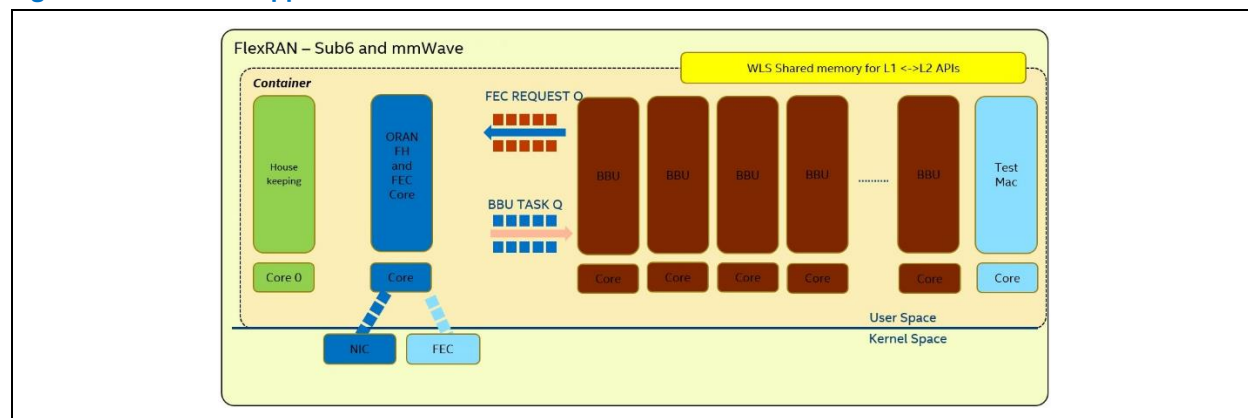 FlexRAN – Sub6 and mmWave
WLS Shared memory for L1 <->L2 APIs
Container
FEC REQUEST Q
House
keeping
ORAN
FH
and
FEC
Core
BBU
BBU
BBU
BBU
..........
BBU
Test
Mac
BBU TASK Q
Core 0
Core
Core
Core
Core
Core
Core
Core
User Space
Kernel Space
NIC
FEC